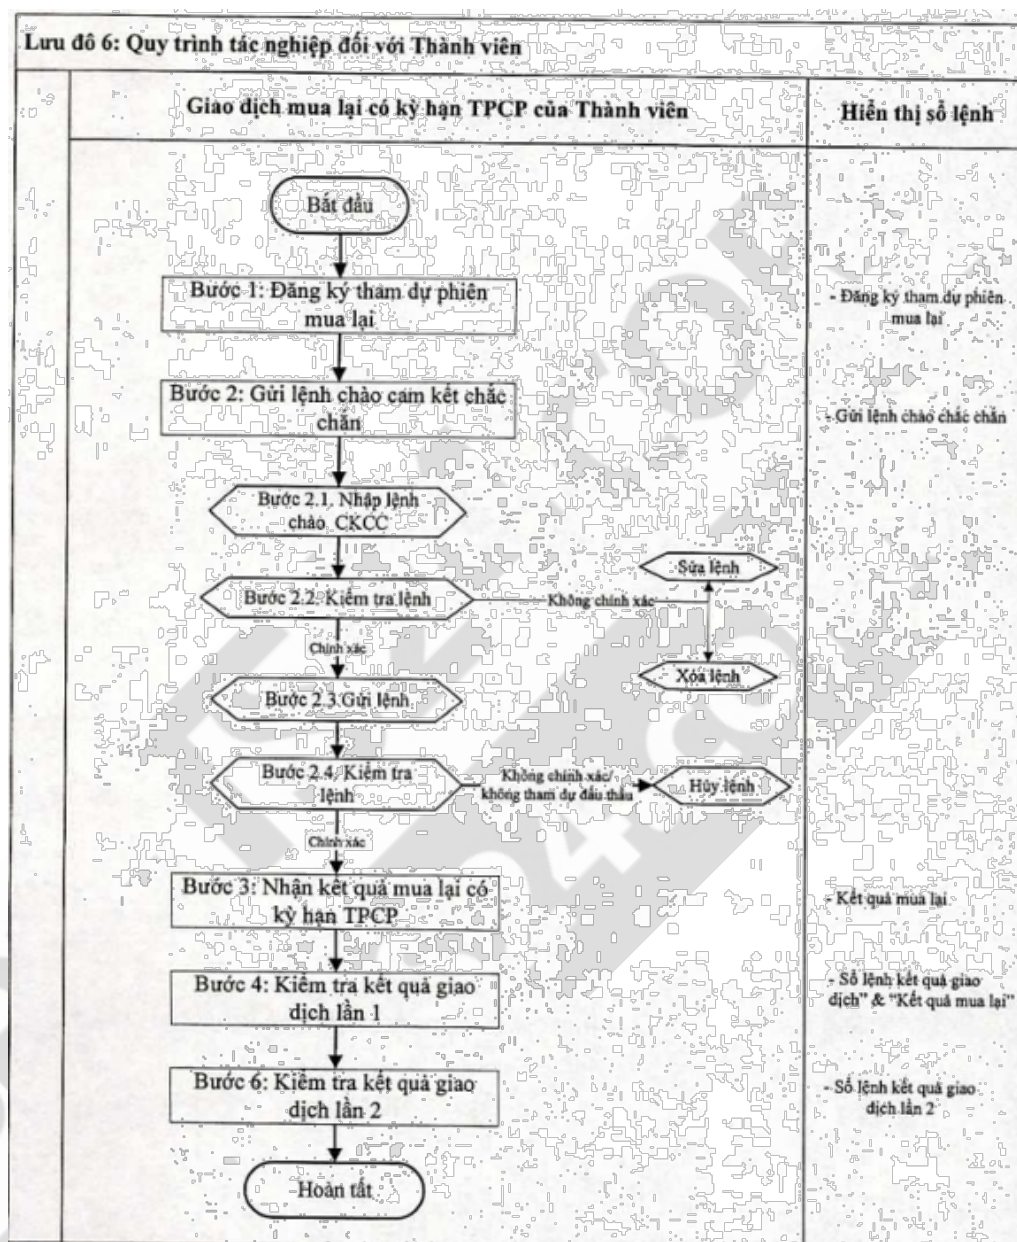 Lưu đồ 6: Quy trình tác nghiệp đối với Thành viên
Giao dịch mua lại có kỳ hạn TPCP của Thành viên
Hiển thị sổ lệnh
Bắt đầu
Bước 1: Đăng ký tham dự phiên
mua lại
- Đăng ký tham dự phiên
mua lại
Bước 2: Gửi lệnh chào cam kết chắc
chắn
- Gửi lệnh chào chắc chắn
Bước 2.1. Nhập lệnh
chào CKCC
Sửa lệnh
Bước 2.2. Kiểm tra lệnh
Không chính xác
Chính xác
Xóa lệnh
Bước 2.3 Gửi lệnh
Bước 2.4. Kiểm tra
lệnh
Không chính xác/
không tham dự đấu thầu
Hủy lệnh
Chính xác
Bước 3: Nhận kết quả mua lại có
kỳ hạn TPCP
- Kết quả mua lại
Bước 4: Kiểm tra kết quả giao
dịch lần 1
- Sổ lệnh kết quả giao
dịch" & "Kết quả mua lại"
Bước 6: Kiểm tra kết quả giao
dịch lần 2
- Sổ lệnh kết quả giao
dịch lần 2
Hoàn tất